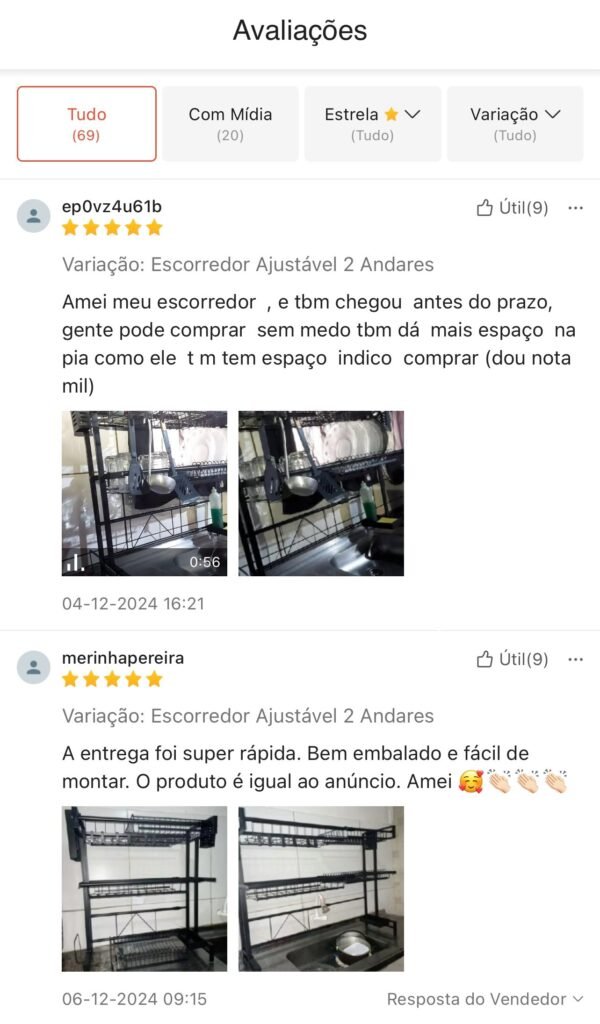 Avaliações
Tudo
(69)
Com Mídia
(20)
Estrela ⭐
(Tudo)
Variação
(Tudo)
ep0vz4u61b
Útil(9)
Variação: Escorredor Ajustável 2 Andares
Amei meu escorredor , e tbm chegou antes do prazo,
gente pode comprar sem medo tbm dá mais espaço na
pia como ele t m tem espaço indico comprar (dou nota
mil)
0:56
04-12-2024 16:21
merinhapereira
Útil(9)
Variação: Escorredor Ajustável 2 Andares
A entrega foi super rápida. Bem embalado e fácil de
montar. O produto é igual ao anúncio. Amei 🥰👏🏻👏🏻👏🏻
06-12-2024 09:15
Resposta do Vendedor